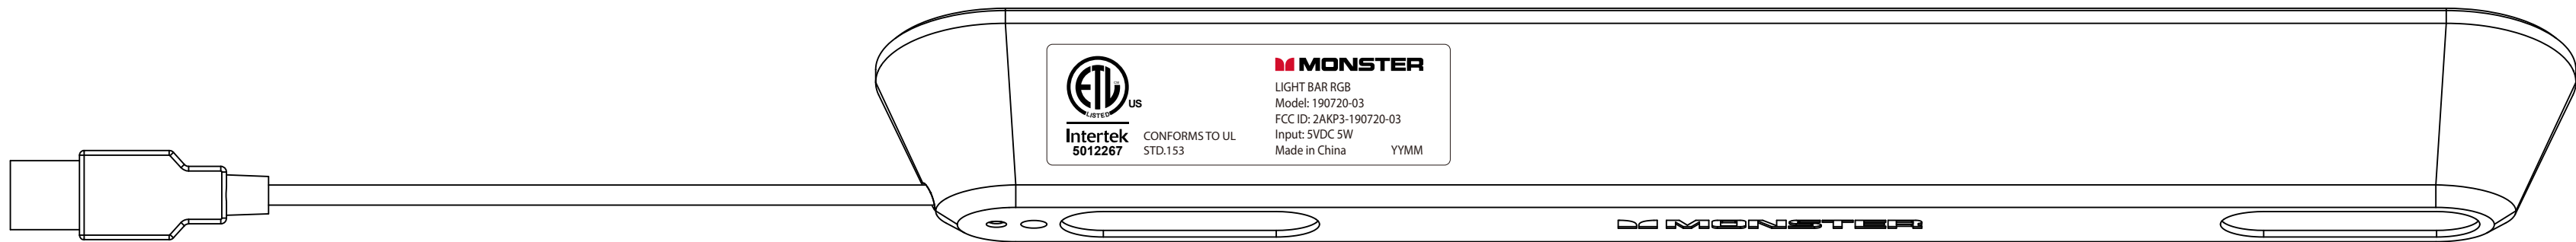 ETL
CM
US
LISTED
Intertek
5012267
CONFORMS TO UL
STD.153
MONSTER
LIGHT BAR RGB
Model: 190720-03
FCC ID: 2AKP3-190720-03
Input: 5VDC 5W
Made in China YYMM
MONSTER